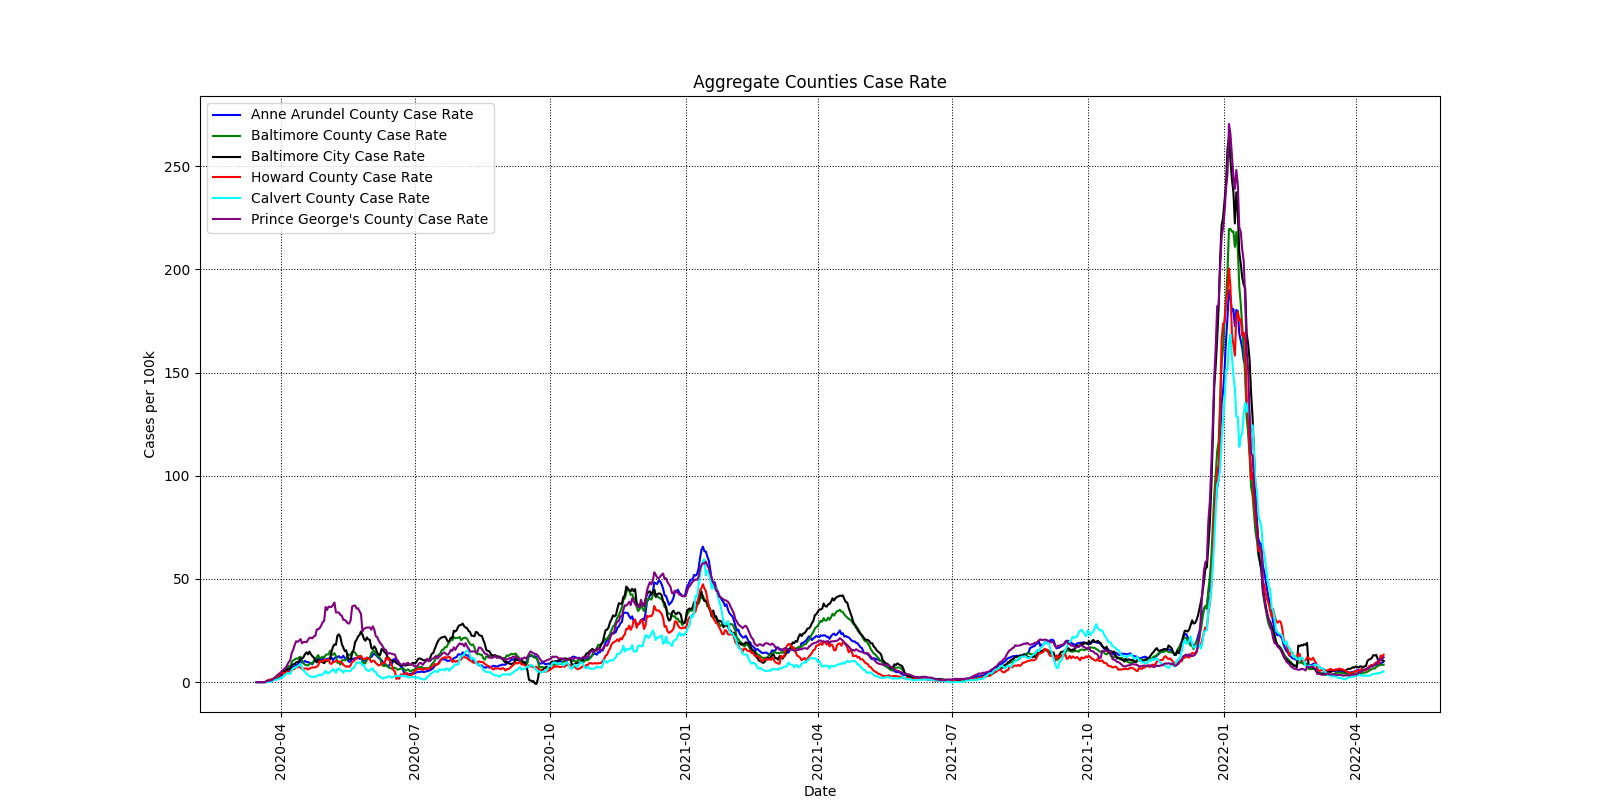 Aggregate Counties Case Rate
Anne Arundel County Case Rate
Baltimore County Case Rate
Baltimore City Case Rate
Howard County Case Rate
Calvert County Case Rate
Prince George's County Case Rate
Cases per 100k
250
200
150
100
50
0
2020-04
2020-07
2020-10
2021-01
2021-04
2021-07
2021-10
2022-01
2022-04
Date